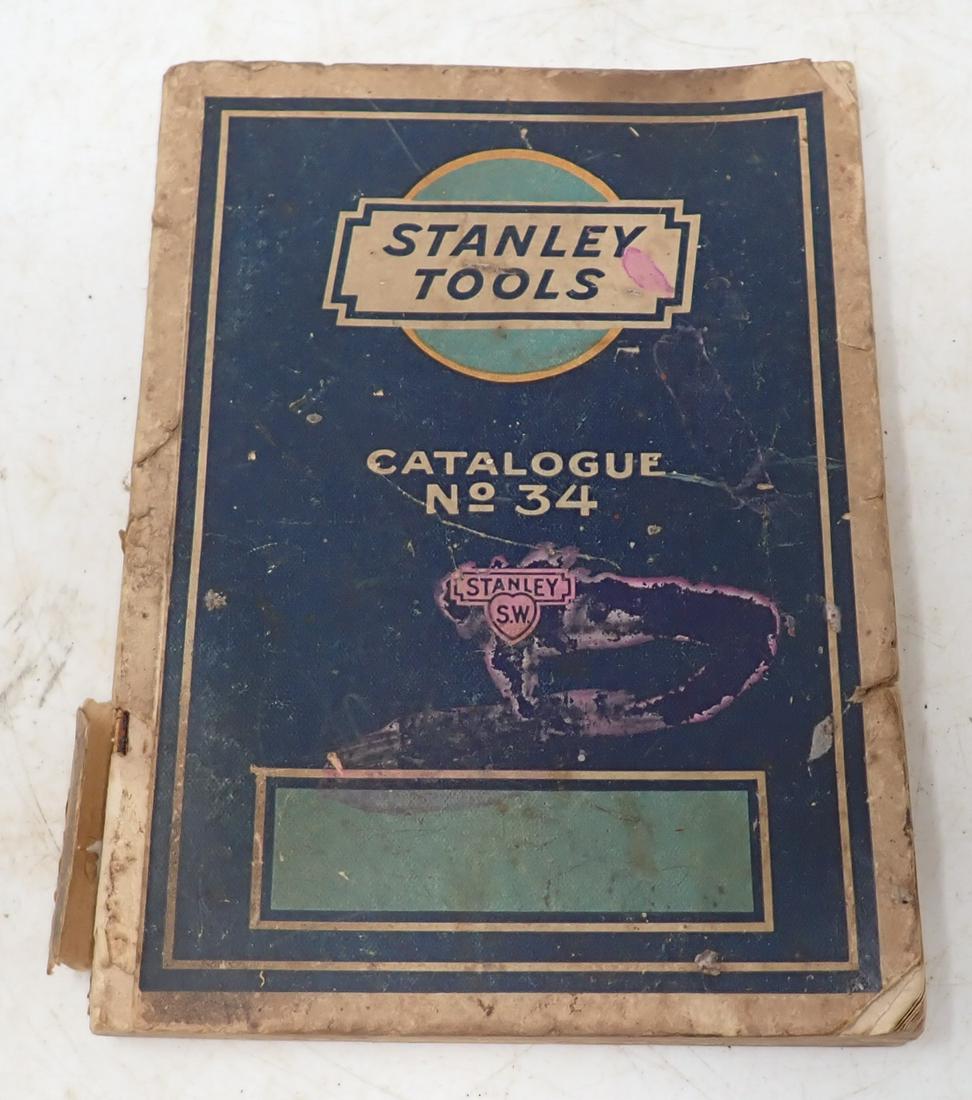 STANLEY
TOOLS
CATALOGUE
Nº 34
STANLEY
S.W.